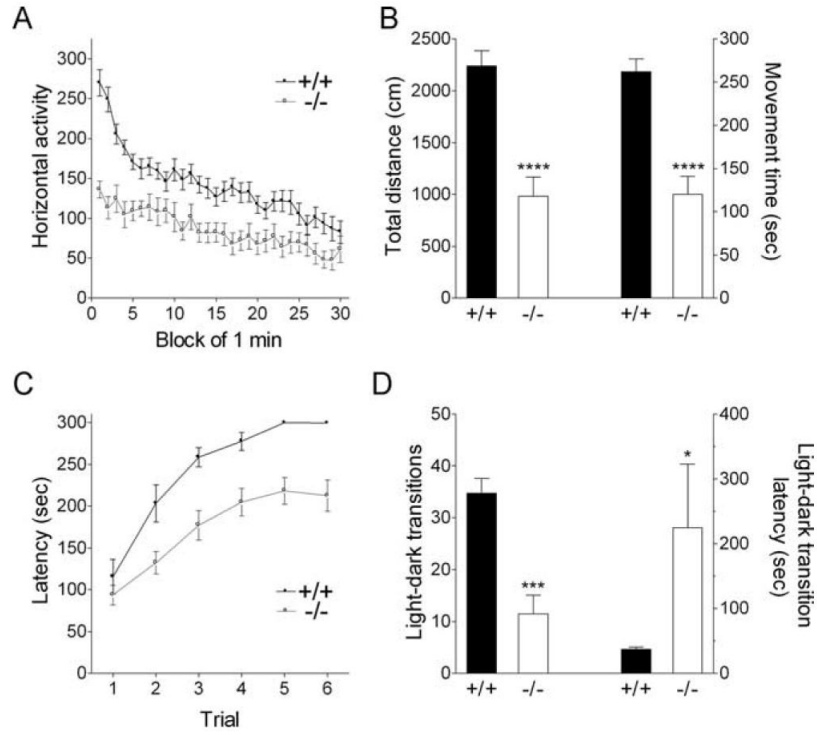 A
Horizontal activity
300
250
200
150
100
50
0
+/+
-/-
0 5 10 15 20 25 30
Block of 1 min
B
Total distance (cm)
2500
2000
1500
1000
500
0
****
****
300
250
200
150
100
50
0
Movement time (sec)
+/+ -/- +/+ -/-
C
Latency (sec)
300
250
200
150
100
50
0
+/+
-/-
1 2 3 4 5 6
Trial
D
Light-dark transitions
50
40
30
20
10
0
***
*
400
300
200
100
0
Light-dark transition
latency (sec)
+/+ -/- +/+ -/-